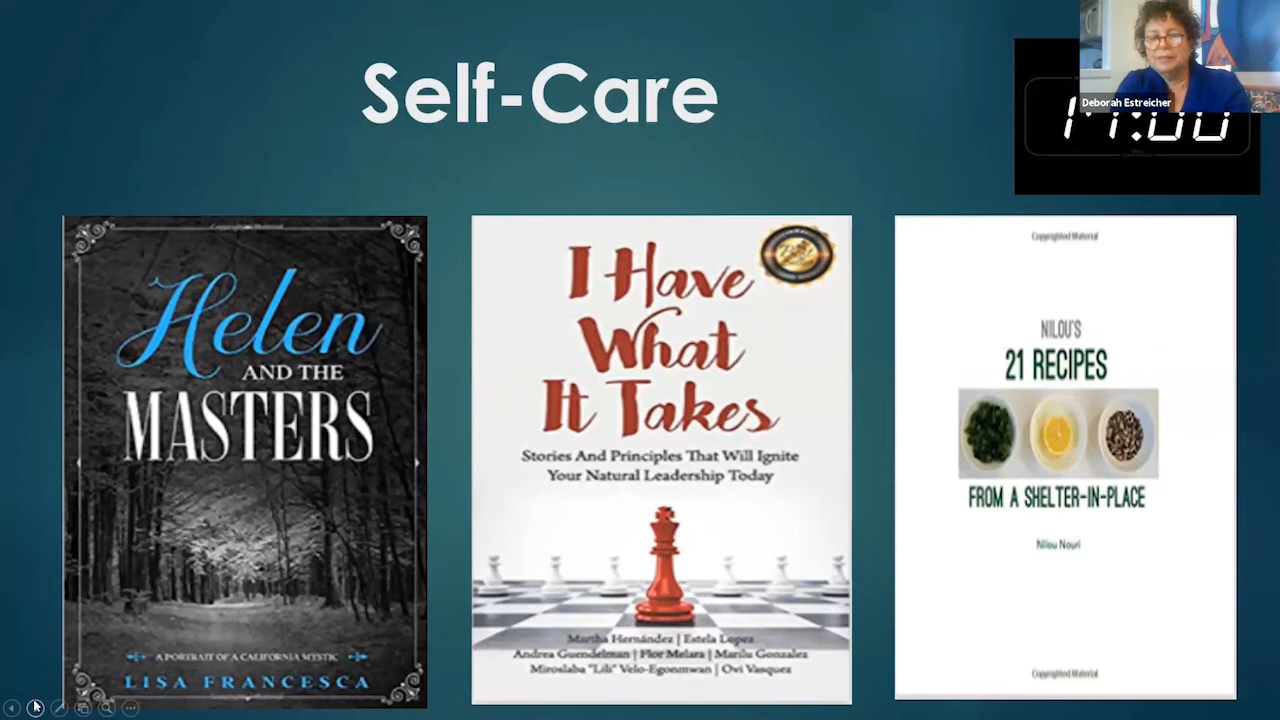 Self-Care
Deborah Estreicher
Copyrighted Material
Helen
AND THE
MASTERS
A PORTRAIT OF A CALIFORNIA MYSTIC
LISA FRANCESCA
I Have
What
It Takes
Stories And Principles That Will Ignite
Your Natural Leadership Today
Martha Hernández | Estela Lopez
Andrea Guendelman | Flor Melara | Marilu Gonzalez
Miroslaba "Lili" Velo-Egonmwan | Ovi Vasquez
Copyrighted Material
NILOU'S
21 RECIPES
FROM A SHELTER-IN-PLACE
Nilou Nouri
Copyrighted Material